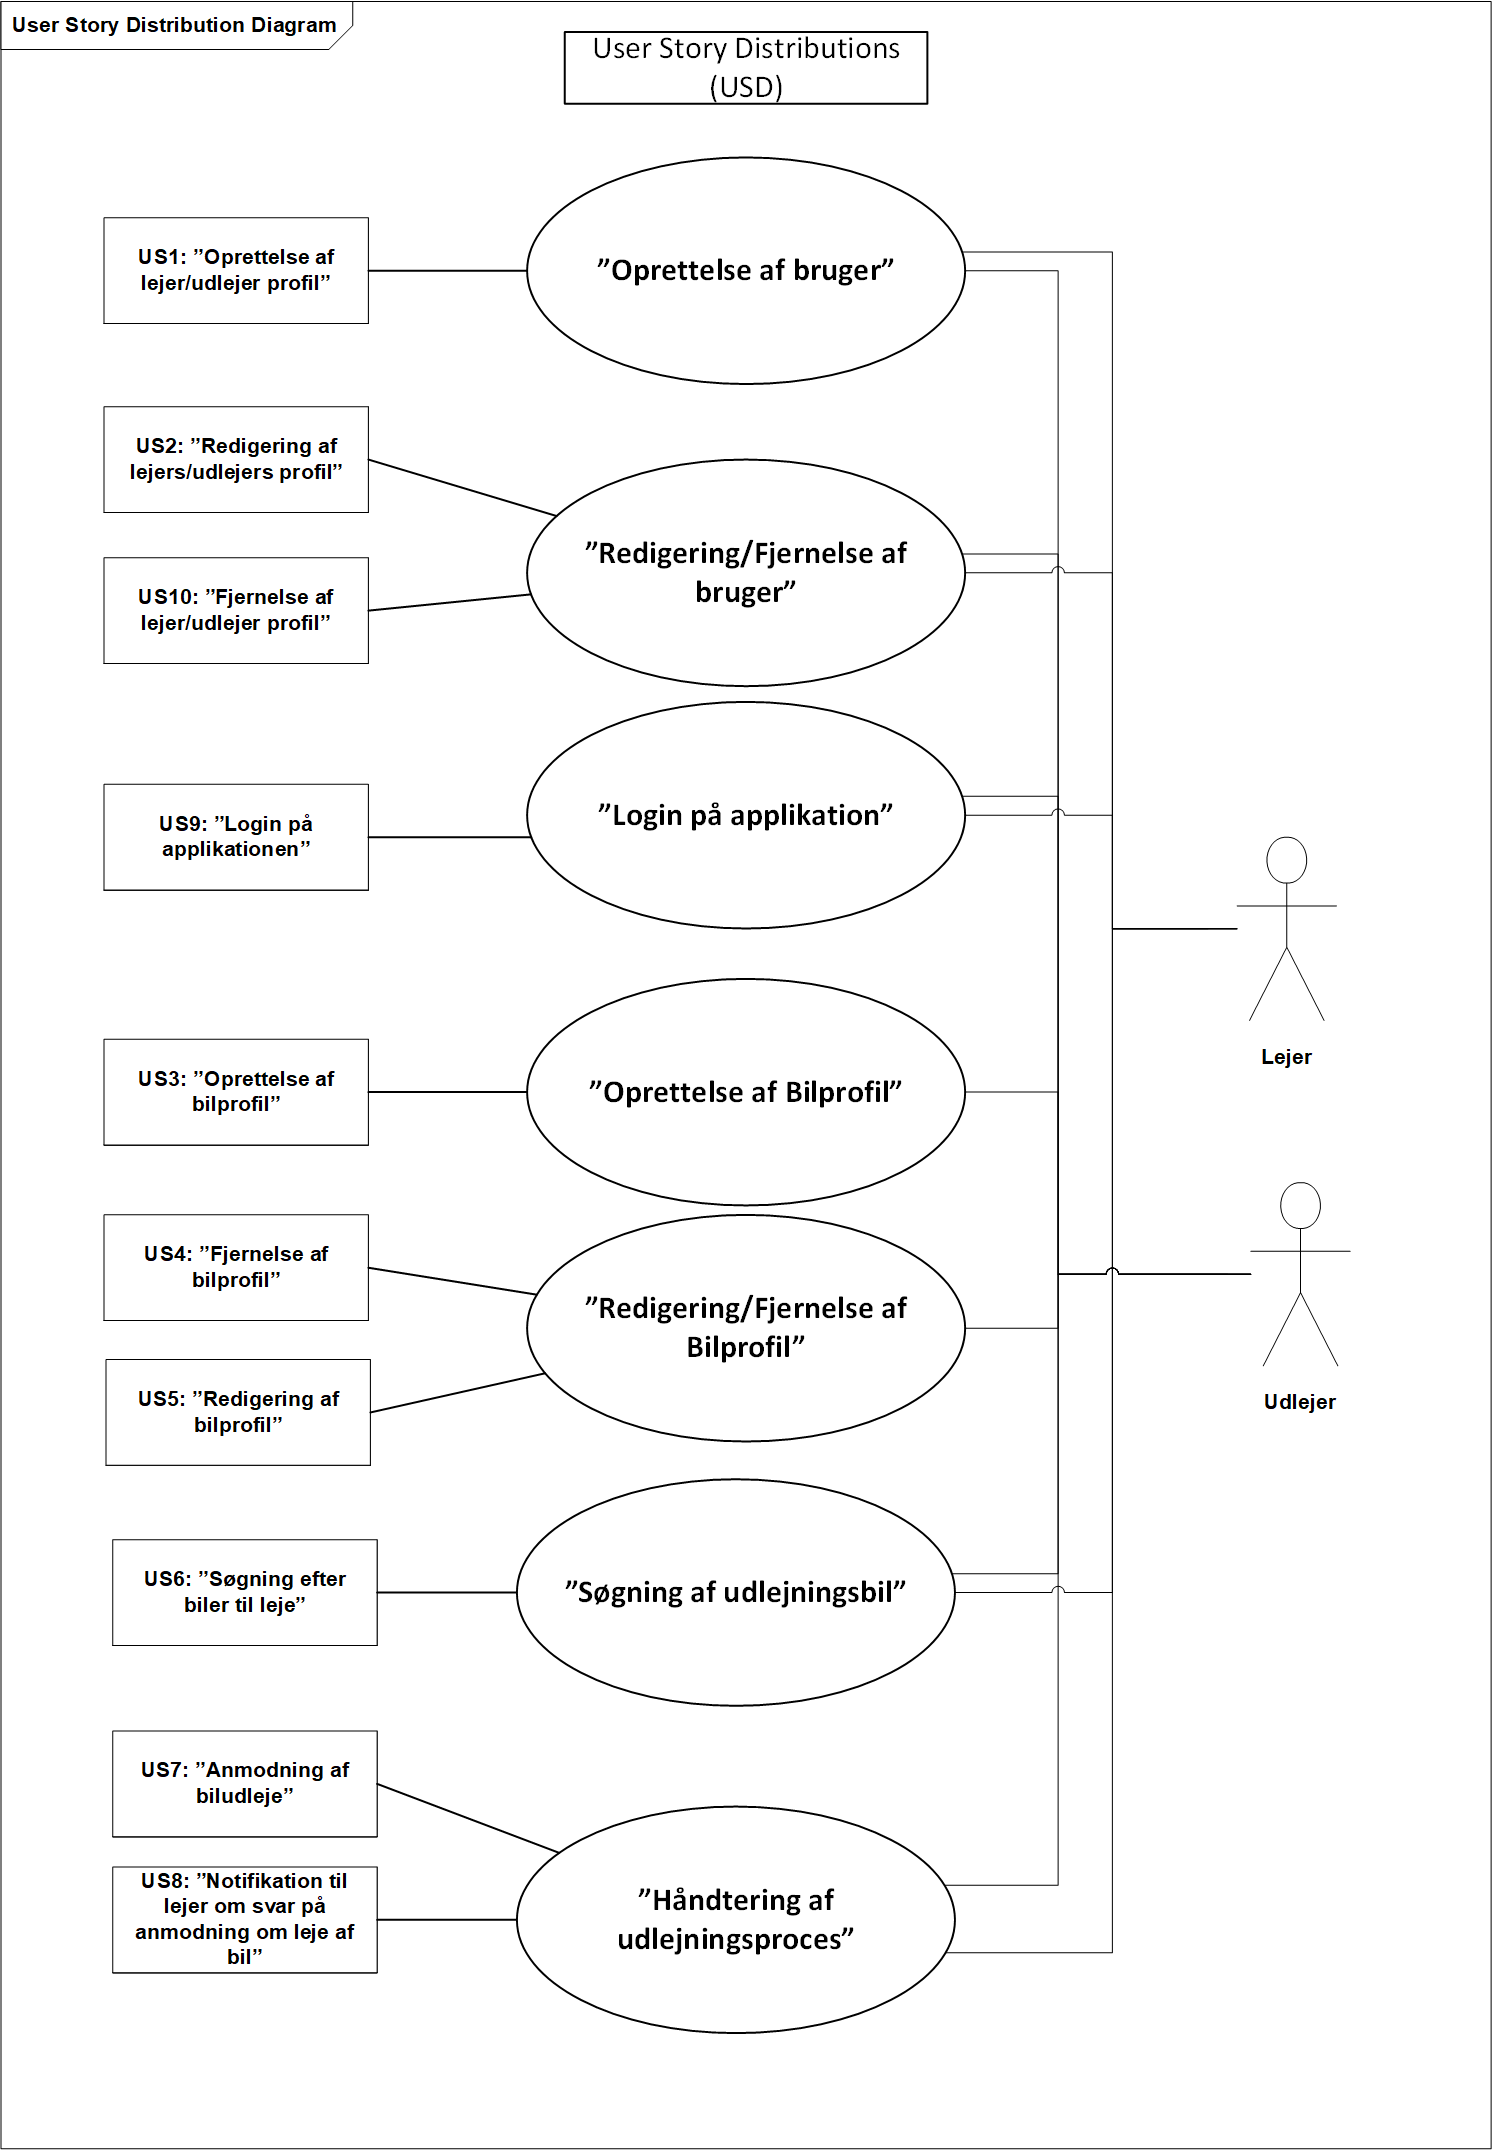 User Story Distribution Diagram
User Story Distributions
(USD)
US1: ”Oprettelse af
lejer/udlejer profil”
”Oprettelse af bruger”
US2: ”Redigering af
lejers/udlejers profil”
US10: ”Fjernelse af
lejer/udlejer profil”
”Redigering/Fjernelse af
bruger”
US9: ”Login på
applikationen”
”Login på applikation”
Lejer
US3: ”Oprettelse af
bilprofil”
”Oprettelse af Bilprofil”
US4: ”Fjernelse af
bilprofil”
US5: ”Redigering af
bilprofil”
”Redigering/Fjernelse af
Bilprofil”
Udlejer
US6: ”Søgning efter
biler til leje”
”Søgning af udlejningsbil”
US7: ”Anmodning af
biludleje”
US8: ”Notifikation til
lejer om svar på
anmodning om leje af
bil”
”Håndtering af
udlejningsproces”